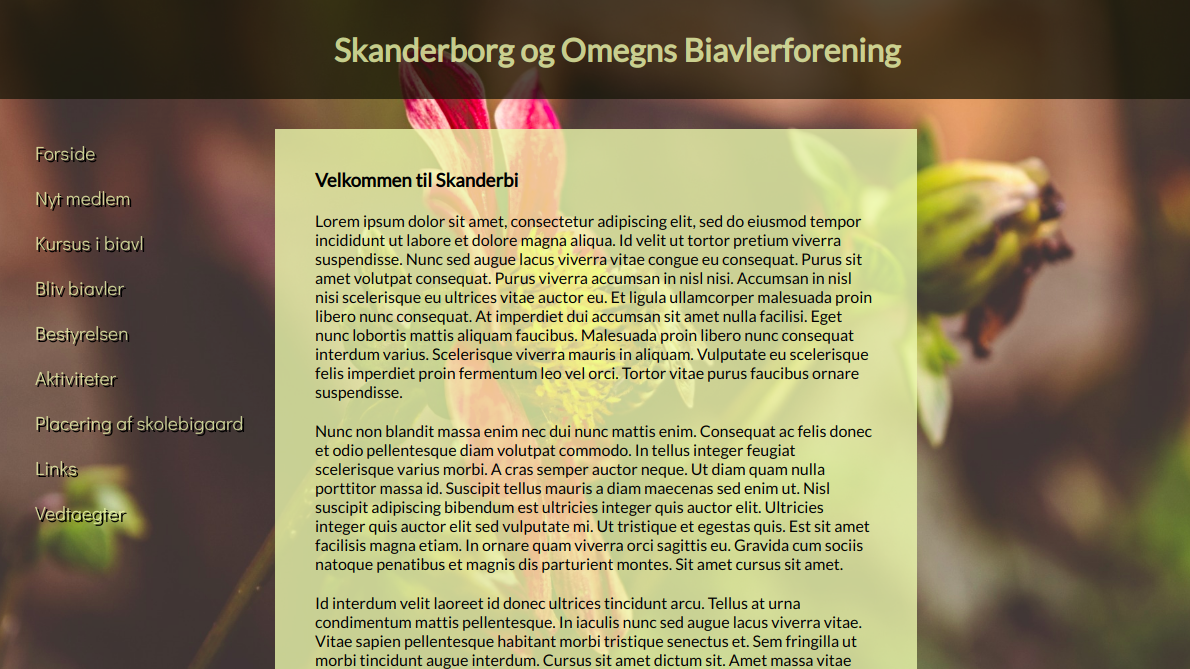 Skanderborg og Omegns Biavlerforening
Forside
Nyt medlem
Kursus i biavl
Bliv biavler
Bestyrelsen
Aktiviteter
Placering af skolebigaard
Links
Vedtaegter
Velkommen til Skanderbi
Lorem ipsum dolor sit amet, consectetur adipiscing elit, sed do eiusmod tempor
incididunt ut labore et dolore magna aliqua. Id velit ut tortor pretium viverra
suspendisse. Nunc sed augue lacus viverra vitae congue eu consequat. Purus sit
amet volutpat consequat. Purus viverra accumsan in nisl nisi. Accumsan in nisl
nisi scelerisque eu ultrices vitae auctor eu. Et ligula ullamcorper malesuada proin
libero nunc consequat. At imperdiet dui accumsan sit amet nulla facilisi. Eget
nunc lobortis mattis aliquam faucibus. Malesuada proin libero nunc consequat
interdum varius. Scelerisque viverra mauris in aliquam. Vulputate eu scelerisque
felis imperdiet proin fermentum leo vel orci. Tortor vitae purus faucibus ornare
suspendisse.
Nunc non blandit massa enim nec dui nunc mattis enim. Consequat ac felis donec
et odio pellentesque diam volutpat commodo. In tellus integer feugiat
scelerisque varius morbi. A cras semper auctor neque. Ut diam quam nulla
porttitor massa id. Suscipit tellus mauris a diam maecenas sed enim ut. Nisl
suscipit adipiscing bibendum est ultricies integer quis auctor elit. Ultricies
integer quis auctor elit sed vulputate mi. Ut tristique et egestas quis. Est sit amet
facilisis magna etiam. In ornare quam viverra orci sagittis eu. Gravida cum sociis
natoque penatibus et magnis dis parturient montes. Sit amet cursus sit amet.
Id interdum velit laoreet id donec ultrices tincidunt arcu. Tellus at urna
condimentum mattis pellentesque. In iaculis nunc sed augue lacus viverra vitae.
Vitae sapien pellentesque habitant morbi tristique senectus et. Sem fringilla ut
morbi tincidunt augue interdum. Cursus sit amet dictum sit. Amet massa vitae